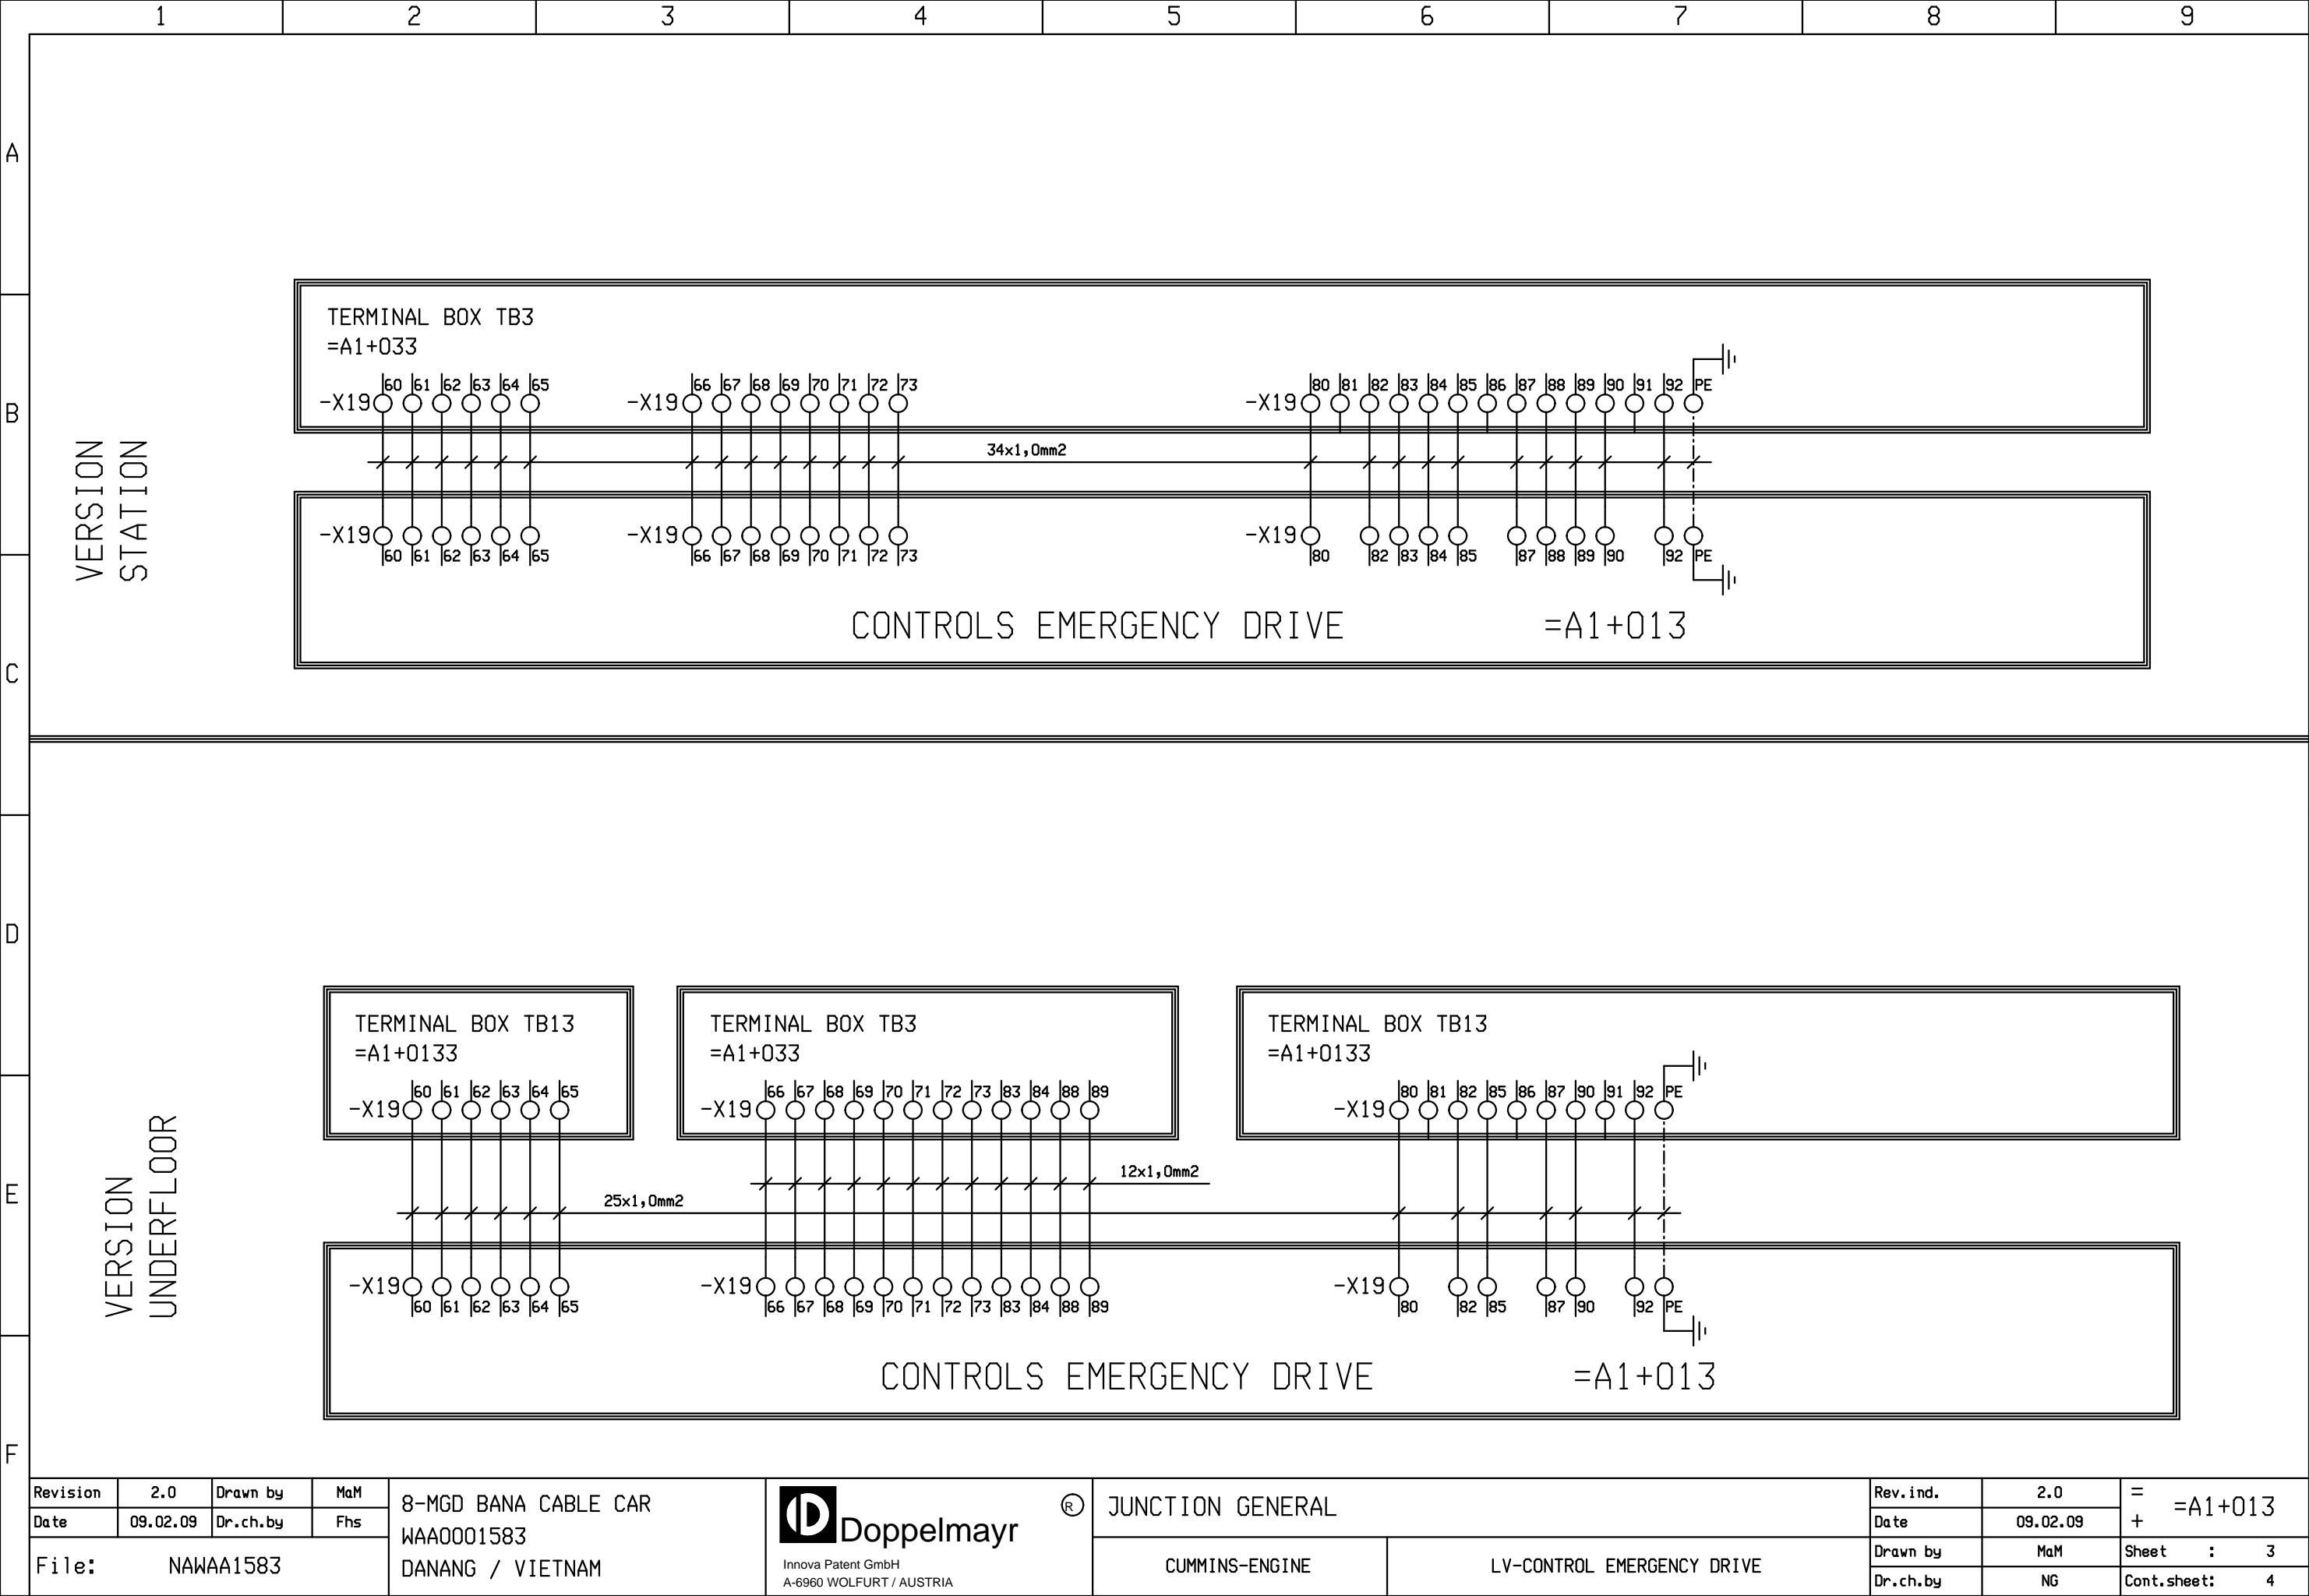 1 2 3 4 5 6 7 8 9
A
B
C
D
E
F
VERSION
STATION
TERMINAL BOX TB3
=A1+O33
-X19 60 61 62 63 64 65 -X19 66 67 68 69 70 71 72 73 -X19 80 81 82 83 84 85 86 87 88 89 90 91 92 PE
34x1,0mm2
-X19 60 61 62 63 64 65 -X19 66 67 68 69 70 71 72 73 -X19 80 82 83 84 85 87 88 89 90 92 PE
CONTROLS EMERGENCY DRIVE =A1+O13
VERSION
UNDERFLOOR
TERMINAL BOX TB13
=A1+O133
-X19 60 61 62 63 64 65
TERMINAL BOX TB3
=A1+O33
-X19 66 67 68 69 70 71 72 73 83 84 88 89
TERMINAL BOX TB13
=A1+O133
-X19 80 81 82 85 86 87 90 91 92 PE
12x1,0mm2
25x1,0mm2
-X19 60 61 62 63 64 65 -X19 66 67 68 69 70 71 72 73 83 84 88 89 -X19 80 82 85 87 90 92 PE
CONTROLS EMERGENCY DRIVE =A1+O13
Revision 2.0 Drawn by MaM
Date 09.02.09 Dr.ch.by Fhs
File: NAWAA1583
8-MGD BANA CABLE CAR
WAA0001583
DANANG / VIETNAM
Doppelmayr ®
Innova Patent GmbH
A-6960 WOLFURT / AUSTRIA
JUNCTION GENERAL
CUMMINS-ENGINE
LV-CONTROL EMERGENCY DRIVE
Rev.ind. 2.0
Date 09.02.09
Drawn by MaM
Dr.ch.by NG
= =A1+O13
+
Sheet : 3
Cont.sheet: 4